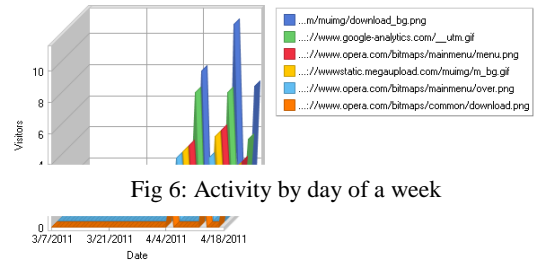 ...m/muimg/download_bg.png
...://www.google-analytics.com/__utm.gif
...://www.opera.com/bitmaps/mainmenu/menu.png
...://wwwstatic.megaupload.com/muimg/m_bg.gif
...://www.opera.com/bitmaps/mainmenu/over.png
...://www.opera.com/bitmaps/common/download.png
10
8
6
4
Visitors
Fig 6: Activity by day of a week
0
3/7/2011 3/21/2011 4/4/2011 4/18/2011
Date